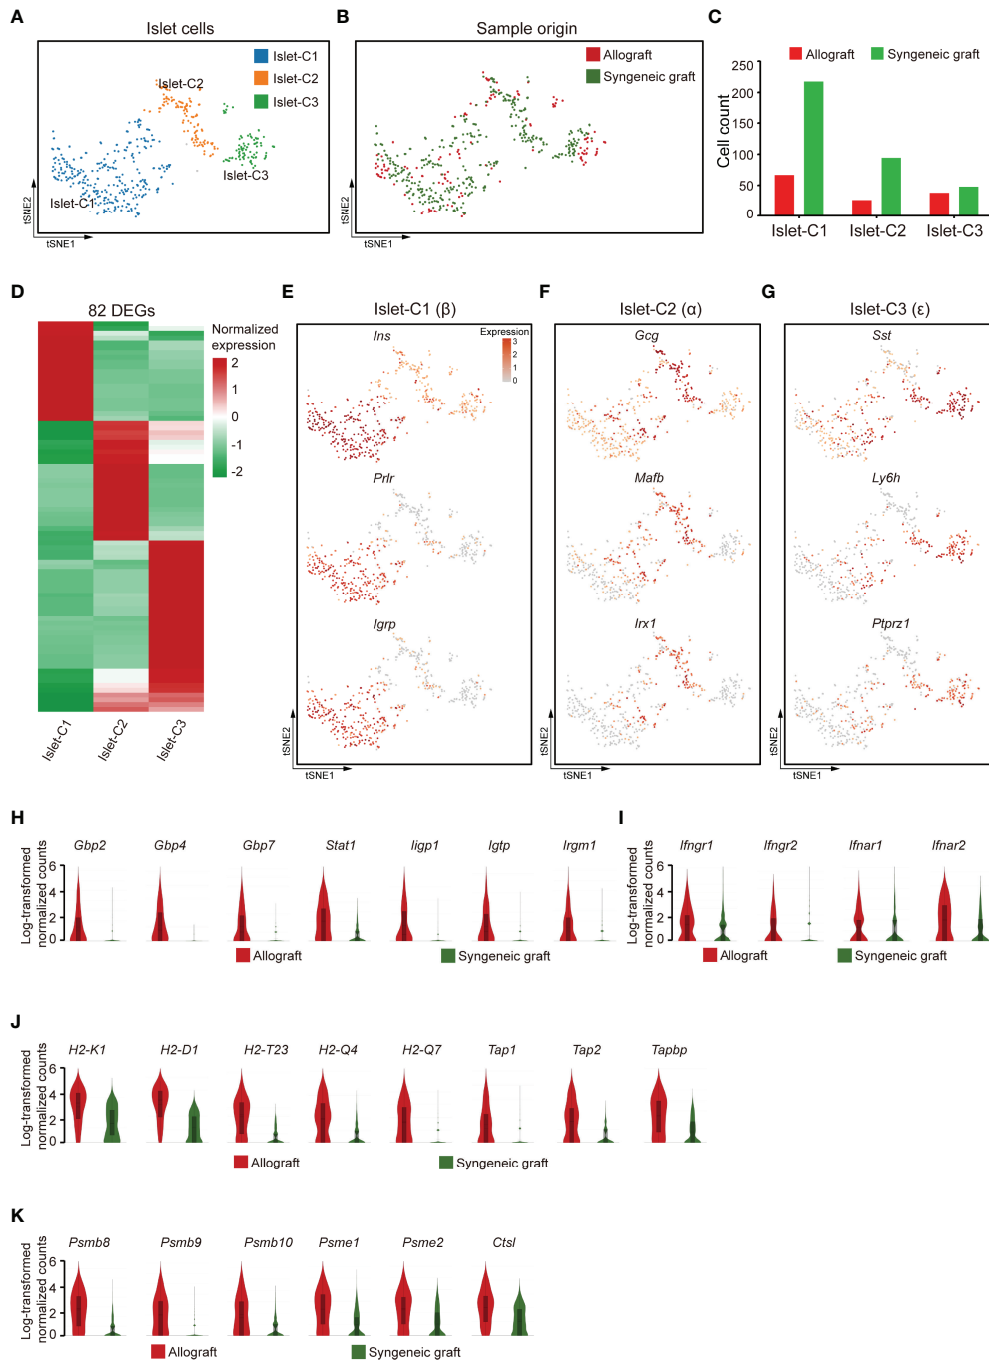 A
Islet cells
Islet-C1
Islet-C2
Islet-C3
Islet-C2
Islet-C3
Islet-C1
tSNE2
tSNE1
B
Sample origin
Allograft
Syngeneic graft
tSNE2
tSNE1
C
Allograft
Syngeneic graft
Cell count
250
200
150
100
50
0
Islet-C1
Islet-C2
Islet-C3
D
82 DEGs
Normalized
expression
2
1
0
-1
-2
Islet-C1
Islet-C2
Islet-C3
E
Islet-C1 (β)
Ins
Expression
3
2
1
0
Prlr
Igrp
tSNE2
tSNE1
F
Islet-C2 (α)
Gcg
Mafb
Irx1
tSNE2
tSNE1
G
Islet-C3 (ε)
Sst
Ly6h
Ptprz1
tSNE2
tSNE1
H
Gbp2 Gbp4 Gbp7 Stat1 Iigp1 Igtp Irgm1
Log-transformed
normalized counts
6
4
2
0
Allograft
Syngeneic graft
I
Ifngr1 Ifngr2 Ifnar1 Ifnar2
Log-transformed
normalized counts
6
4
2
0
Allograft
Syngeneic graft
J
H2-K1 H2-D1 H2-T23 H2-Q4 H2-Q7 Tap1 Tap2 Tapbp
Log-transformed
normalized counts
6
4
2
0
Allograft
Syngeneic graft
K
Psmb8 Psmb9 Psmb10 Psme1 Psme2 Ctsl
Log-transformed
normalized counts
6
4
2
0
Allograft
Syngeneic graft